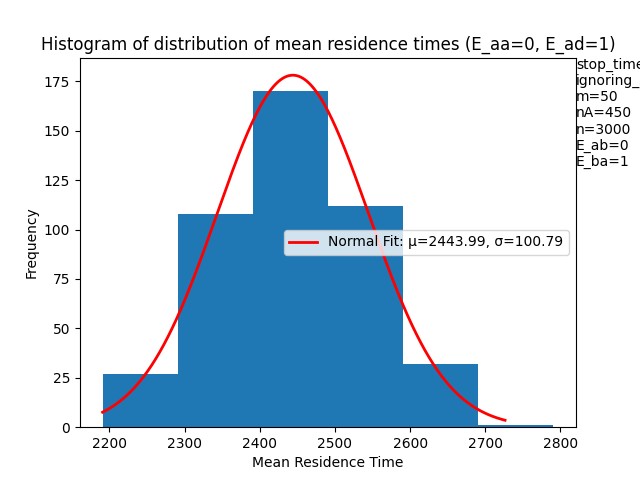 Histogram of distribution of mean residence times (E_aa=0, E_ad=1)
stop_time
ignoring_
m=50
nA=450
n=3000
E_ab=0
E_ba=1
175
150
125
100
75
50
25
0
Frequency
Normal Fit: μ=2443.99, σ=100.79
2200 2300 2400 2500 2600 2700 2800
Mean Residence Time